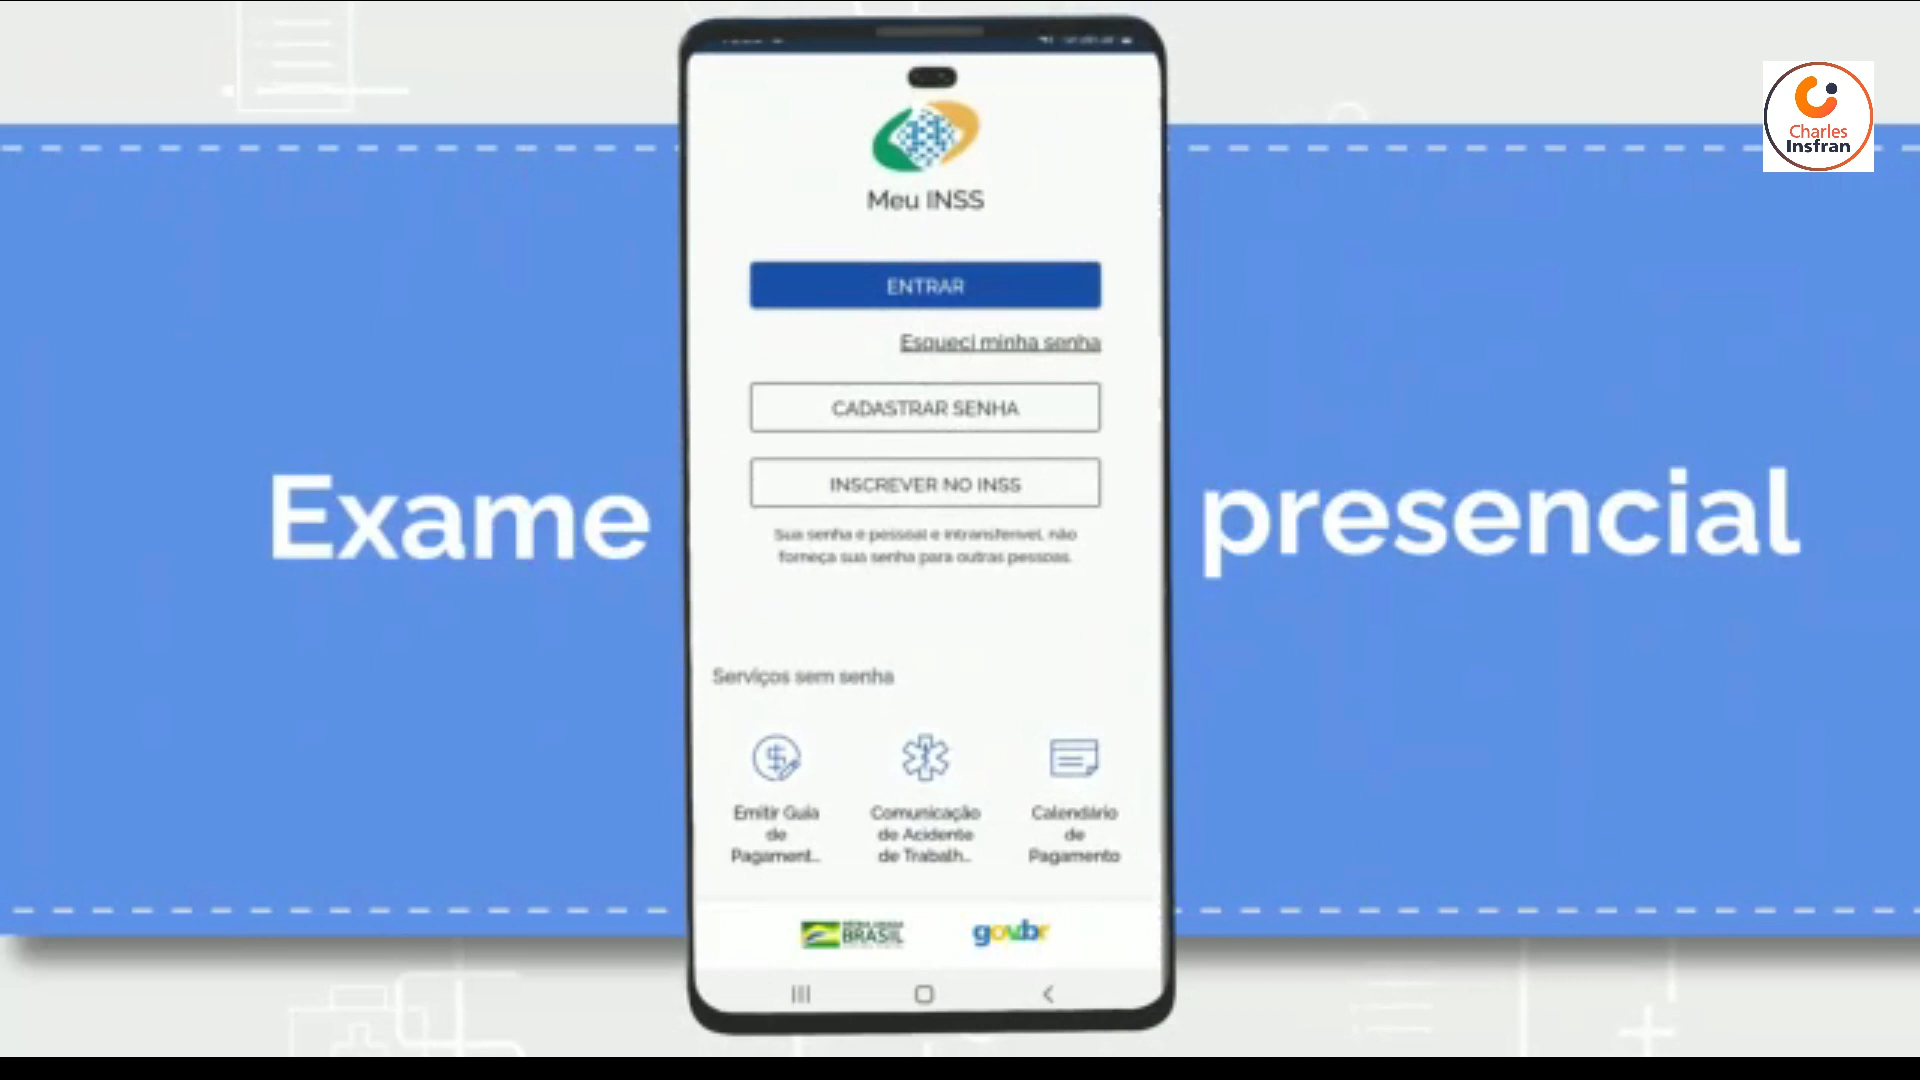 Charles
Insfran
Meu INSS
ENTRAR
Esqueci minha senha
CADASTRAR SENHA
Exame
presencial
INSCREVER NO INSS
Sua senha é pessoal e intransferível, não
forneça sua senha para outras pessoas.
Serviços sem senha
Emitir Guia
de
Pagament...
Comunicação
de Acidente
de Trabalh...
Calendário
de
Pagamento
BRASIL
govbr